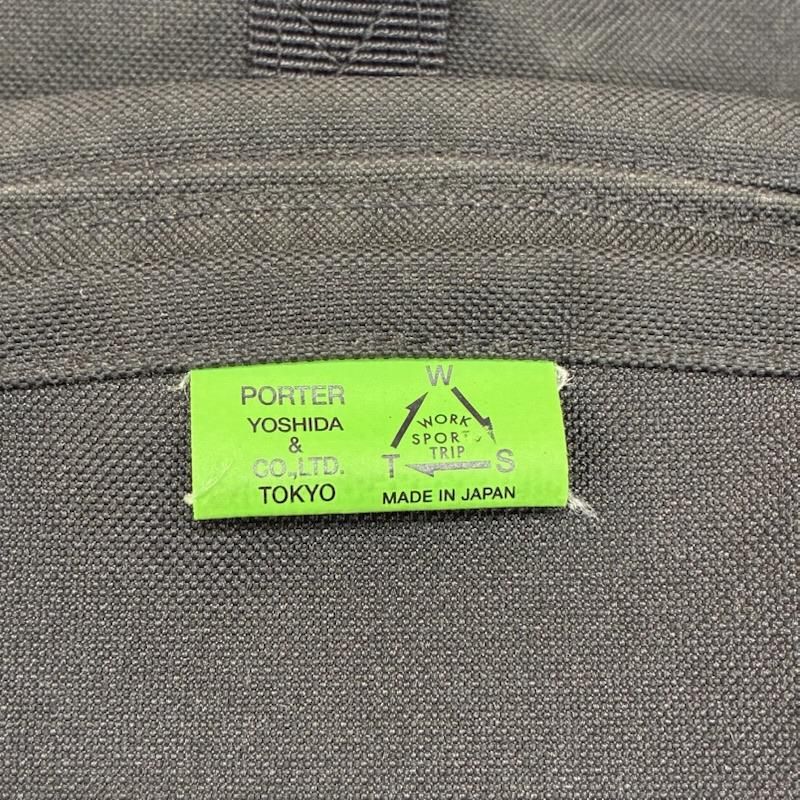 PORTER
YOSHIDA
&
CO.,LTD.
TOKYO
W
WORK
SPORTS
TRIP
T S
MADE IN JAPAN